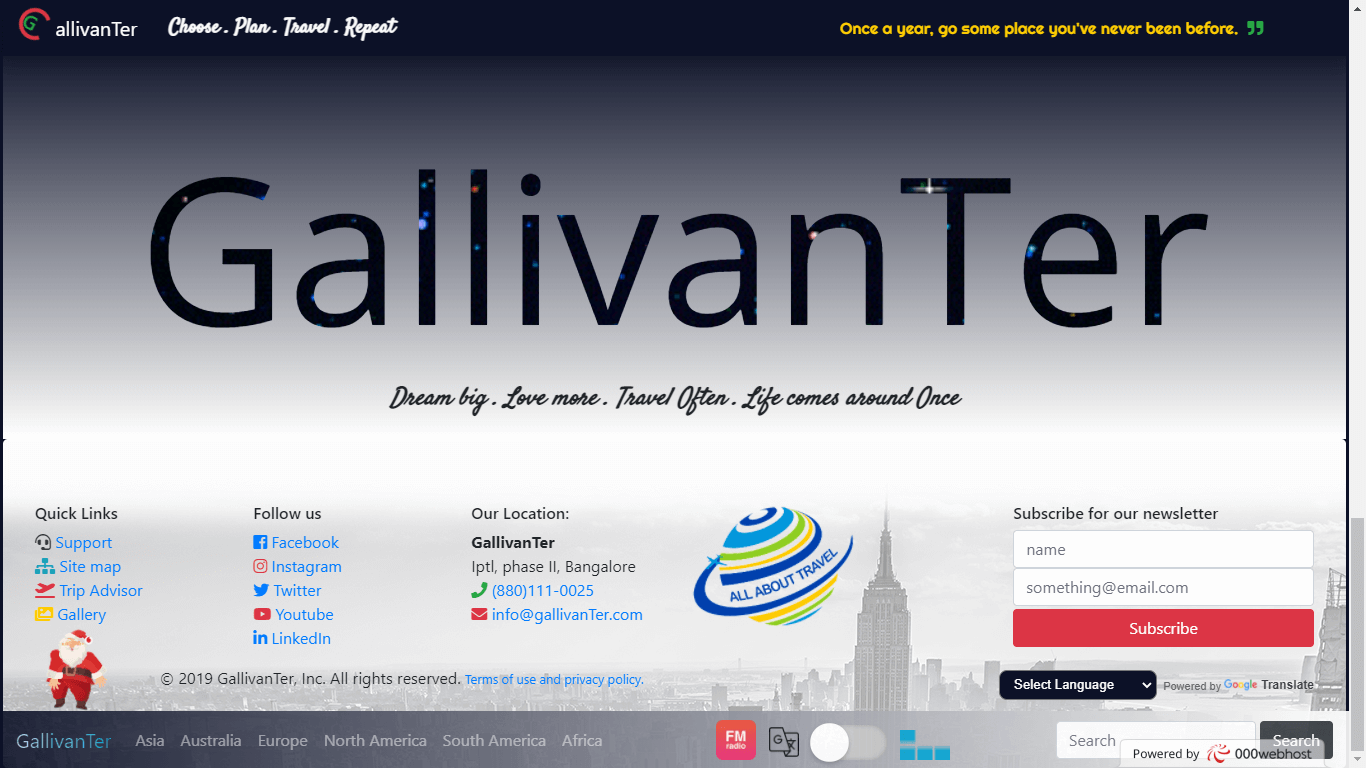 G allivanTer
Choose . Plan . Travel . Repeat
Once a year, go some place you've never been before.
GallivanTer
Dream big . Love more . Travel Often . Life comes around Once
Quick Links
Support
Site map
Trip Advisor
Gallery
Follow us
Facebook
Instagram
Twitter
Youtube
LinkedIn
Our Location:
GallivanTer
Iptl, phase II, Bangalore
(880)111-0025
info@gallivanTer.com
ALL ABOUT TRAVEL
Subscribe for our newsletter
name
something@email.com
Subscribe
© 2019 GallivanTer, Inc. All rights reserved. Terms of use and privacy policy.
Select Language
Powered by Google Translate
GallivanTer Asia Australia Europe North America South America Africa
FM
radio
G
Search
Search
Powered by 000webhost